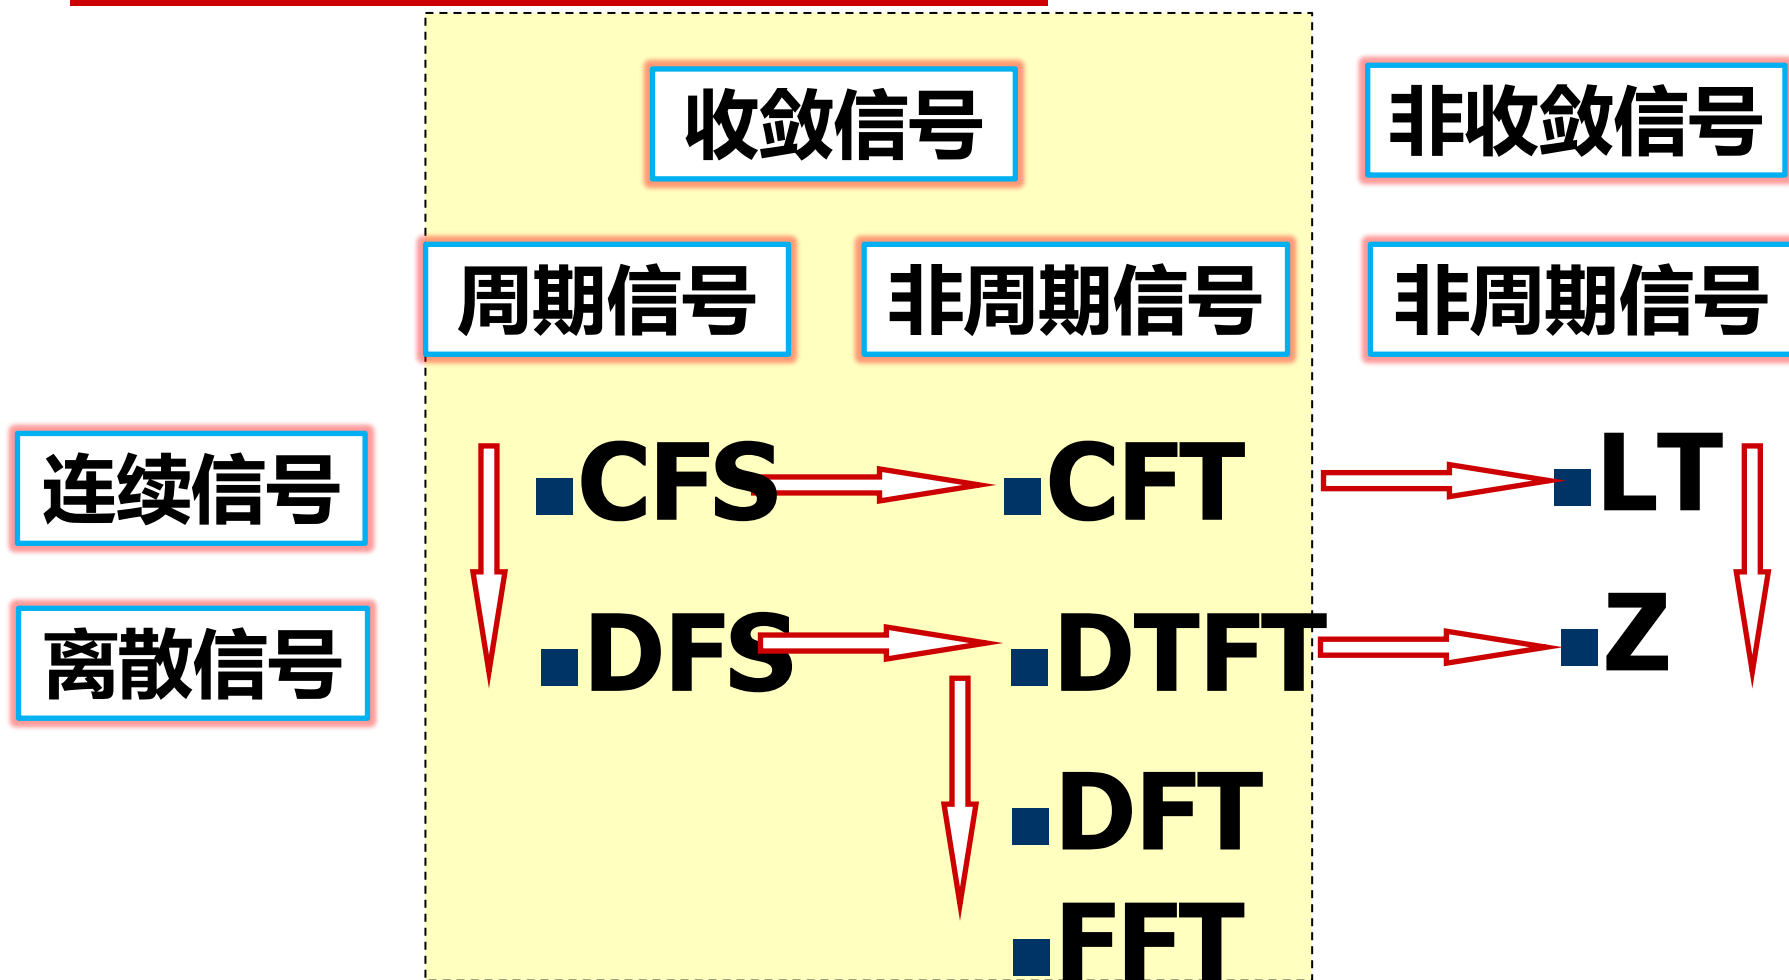 收敛信号
非收敛信号
周期信号
非周期信号
非周期信号
连续信号
CFS
CFT
LT
离散信号
DFS
DTFT
Z
DFT
FFT